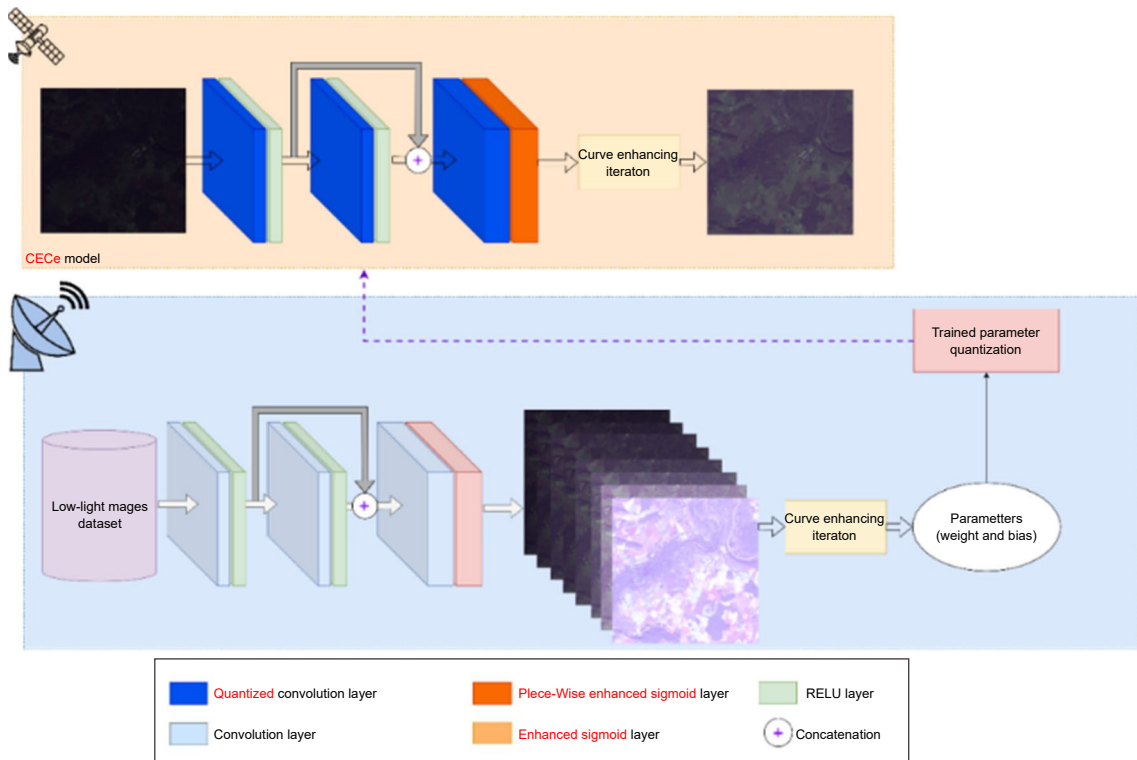 Curve enhancing
iteraton
CECe model
Trained parameter
quantization
Low-light mages
dataset
Curve enhancing
iteraton
Parametters
(weight and bias)
Quantized convolution layer
Plece-Wise enhanced sigmoid layer
RELU layer
Convolution layer
Enhanced sigmoid layer
Concatenation